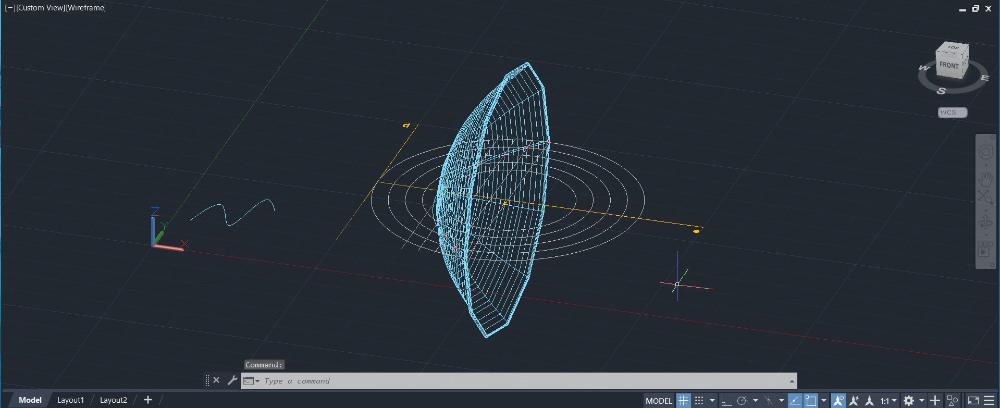 [−][Custom View][Wireframe]
TOP
FRONT
W
E
S
WCS
d
e
Z
Y
X
Command:
Type a command
Model
Layout1
Layout2
MODEL
1:1